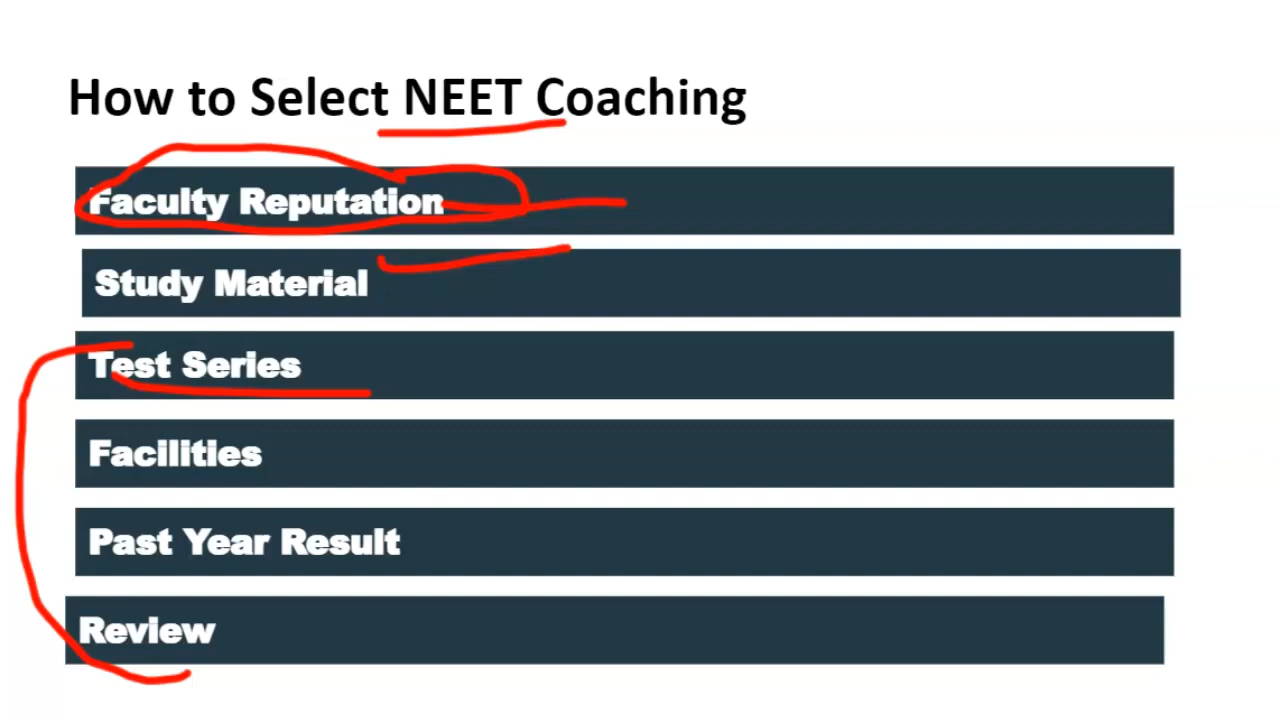 How to Select NEET Coaching
Faculty Reputation
Study Material
Test Series
Facilities
Past Year Result
Review